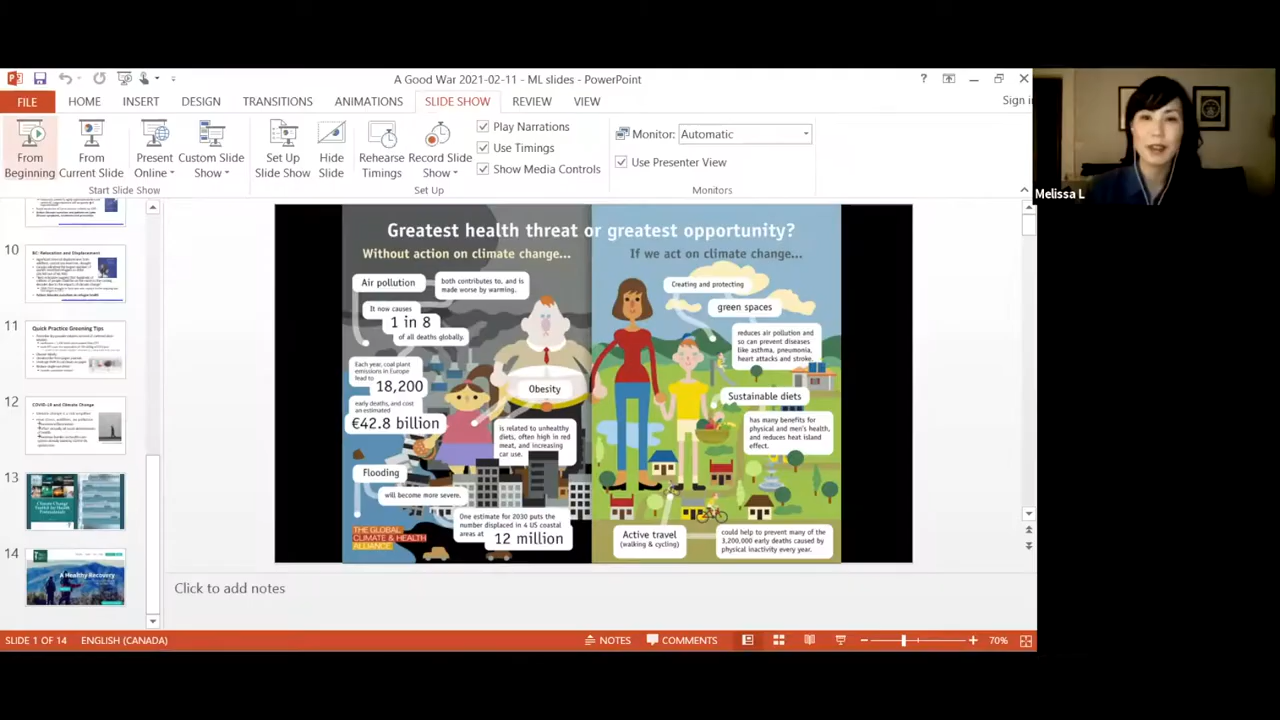 A Good War 2021-02-11 - ML slides - PowerPoint
?
FILE HOME INSERT DESIGN TRANSITIONS ANIMATIONS SLIDE SHOW REVIEW VIEW
Sign i
From Beginning
From Current Slide
Present Online
Custom Slide Show
Set Up Slide Show
Hide Slide
Rehearse Timings
Record Slide Show
Play Narrations
Use Timings
Show Media Controls
Monitor: Automatic
Use Presenter View
Start Slide Show
Set Up
Monitors
Melissa L
10
BC: Relocation and Displacement
11
Quick Practice Greening Tips
12
COVID-19 and Climate Change
13
Climate Change
Toolkit for Health
Professionals
14
A Healthy Recovery
Greatest health threat or greatest opportunity?
Without action on climate change...
Air pollution
both contributes to, and is
made worse by warming.
It now causes
1 in 8
of all deaths globally.
Each year, coal plant
emissions in Europe
lead to
18,200
early deaths, and cost
an estimated
€42.8 billion
Obesity
is related to unhealthy
diets, often high in red
meat, and increasing
car use.
Flooding
will become more severe.
One estimate for 2030 puts the
number displaced in 4 US coastal
areas at
12 million
THE GLOBAL
CLIMATE & HEALTH
ALLIANCE
If we act on climate change...
Creating and protecting
green spaces
reduces air pollution and
so can prevent diseases
like asthma, pneumonia,
heart attacks and stroke.
Sustainable diets
has many benefits for
physical and men's health,
and reduces heat island
effect.
Active travel
(walking & cycling)
could help to prevent many of the
3,200,000 early deaths caused by
physical inactivity every year.
Click to add notes
SLIDE 1 OF 14 ENGLISH (CANADA) NOTES COMMENTS 70%